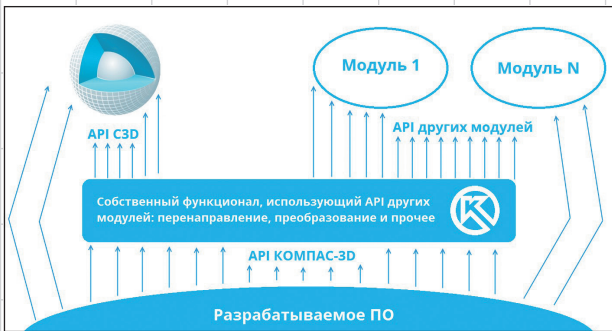 Модуль 1
Модуль N
API C3D
API других модулей
Собственный функционал, использующий API других
модулей: перенаправление, преобразование и прочее
API КОМПАС-3D
Разрабатываемое ПО